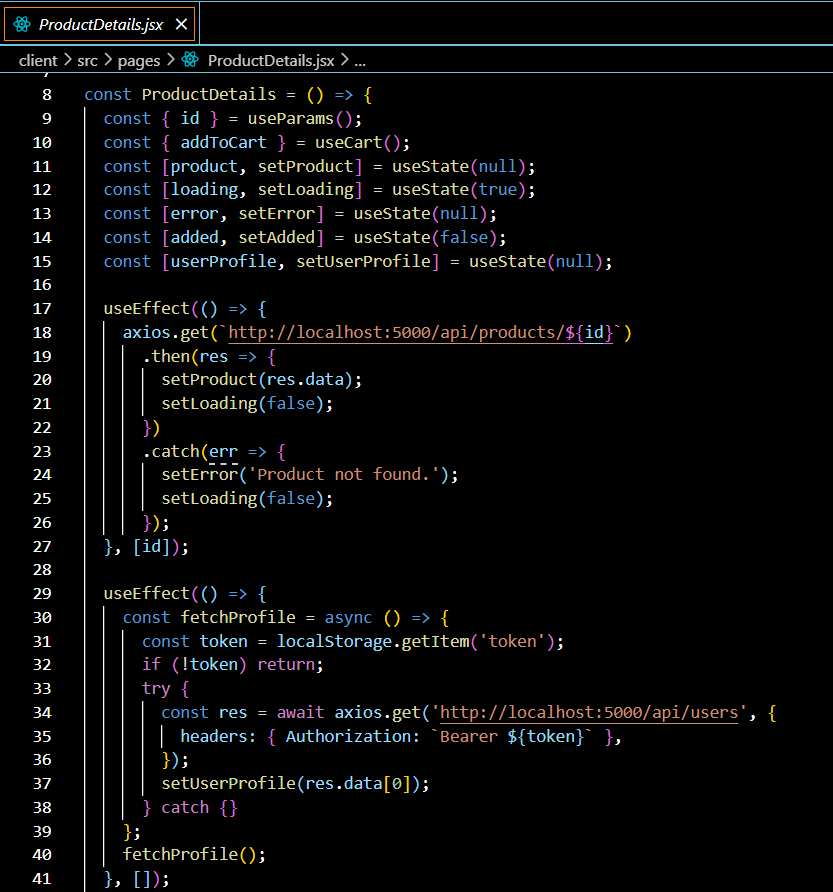 ProductDetails.jsx ×
client > src > pages > ProductDetails.jsx > ...
8 const ProductDetails = () => {
9 const { id } = useParams();
10 const { addToCart } = useCart();
11 const [product, setProduct] = useState(null);
12 const [loading, setLoading] = useState(true);
13 const [error, setError] = useState(null);
14 const [added, setAdded] = useState(false);
15 const [userProfile, setUserProfile] = useState(null);
16
17 useEffect(() => {
18 axios.get(`http://localhost:5000/api/products/${id}`)
19 .then(res => {
20 setProduct(res.data);
21 setLoading(false);
22 })
23 .catch(err => {
24 setError('Product not found.');
25 setLoading(false);
26 });
27 }, [id]);
28
29 useEffect(() => {
30 const fetchProfile = async () => {
31 const token = localStorage.getItem('token');
32 if (!token) return;
33 try {
34 const res = await axios.get('http://localhost:5000/api/users', {
35 headers: { Authorization: `Bearer ${token}` },
36 });
37 setUserProfile(res.data[0]);
38 } catch {}
39 };
40 fetchProfile();
41 }, []);